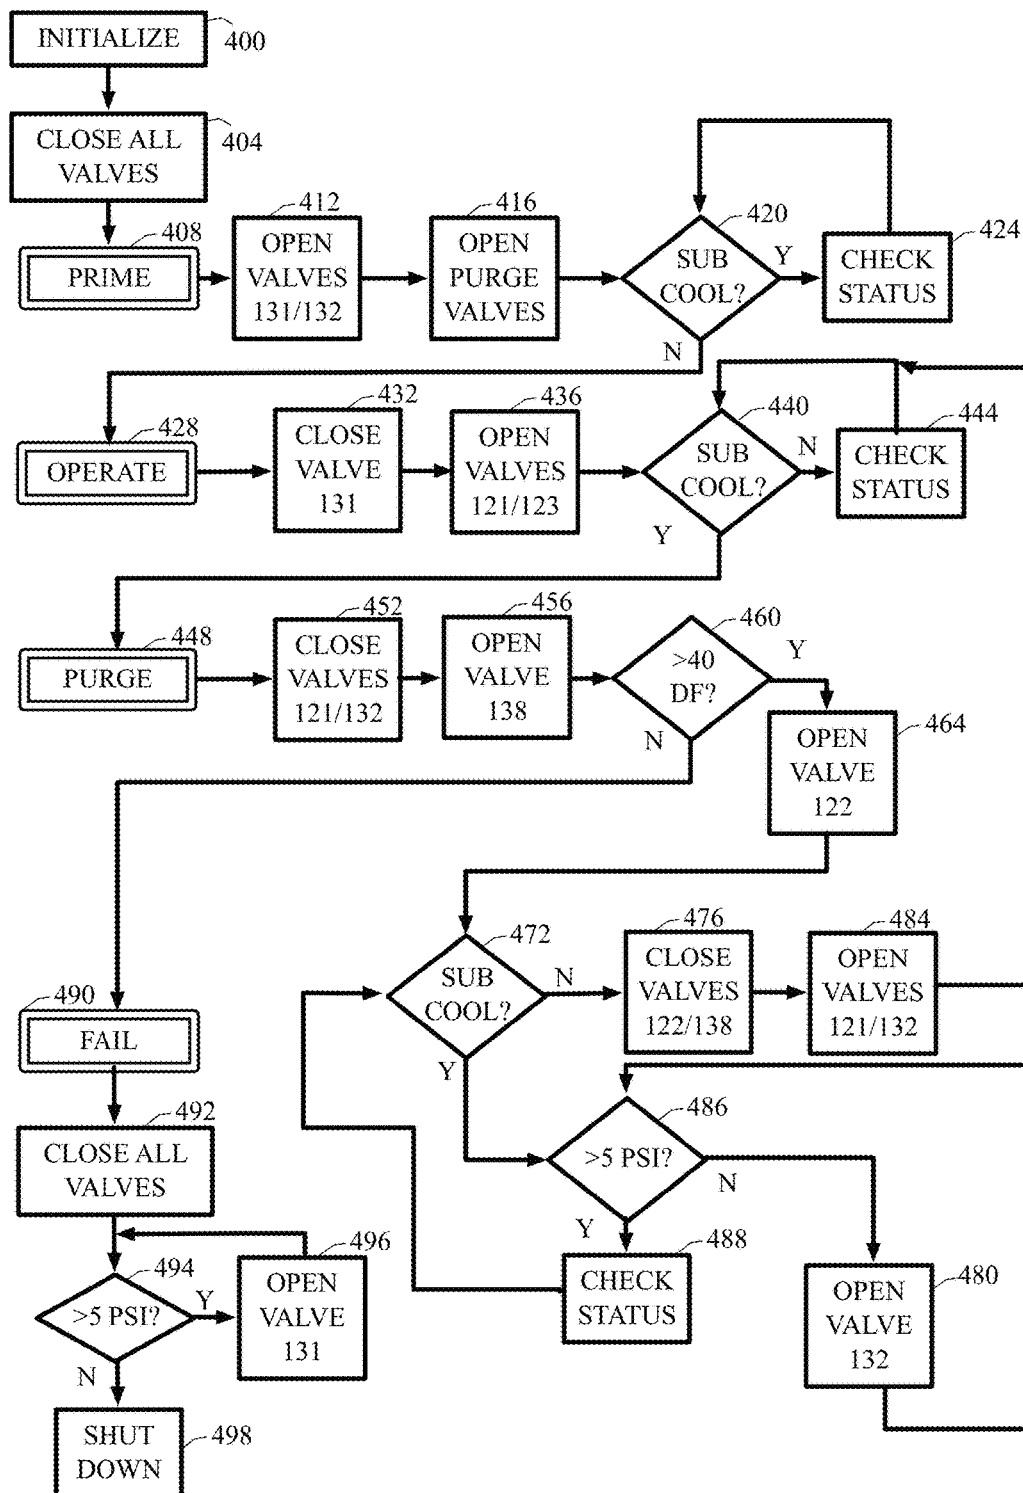 INITIALIZE
400
CLOSE ALL
VALVES
404
PRIME
408
OPEN
VALVES
131/132
412
OPEN
PURGE
VALVES
416
SUB
COOL?
420
Y
N
CHECK
STATUS
424
OPERATE
428
CLOSE
VALVE
131
432
OPEN
VALVES
121/123
436
SUB
COOL?
440
N
Y
CHECK
STATUS
444
PURGE
448
CLOSE
VALVES
121/132
452
OPEN
VALVE
138
456
>40
DF?
460
Y
N
OPEN
VALVE
122
464
SUB
COOL?
472
N
Y
CLOSE
VALVES
122/138
476
OPEN
VALVES
121/132
484
>5 PSI?
486
N
Y
CHECK
STATUS
488
OPEN
VALVE
132
480
FAIL
490
CLOSE ALL
VALVES
492
>5 PSI?
494
Y
N
OPEN
VALVE
131
496
SHUT
DOWN
498